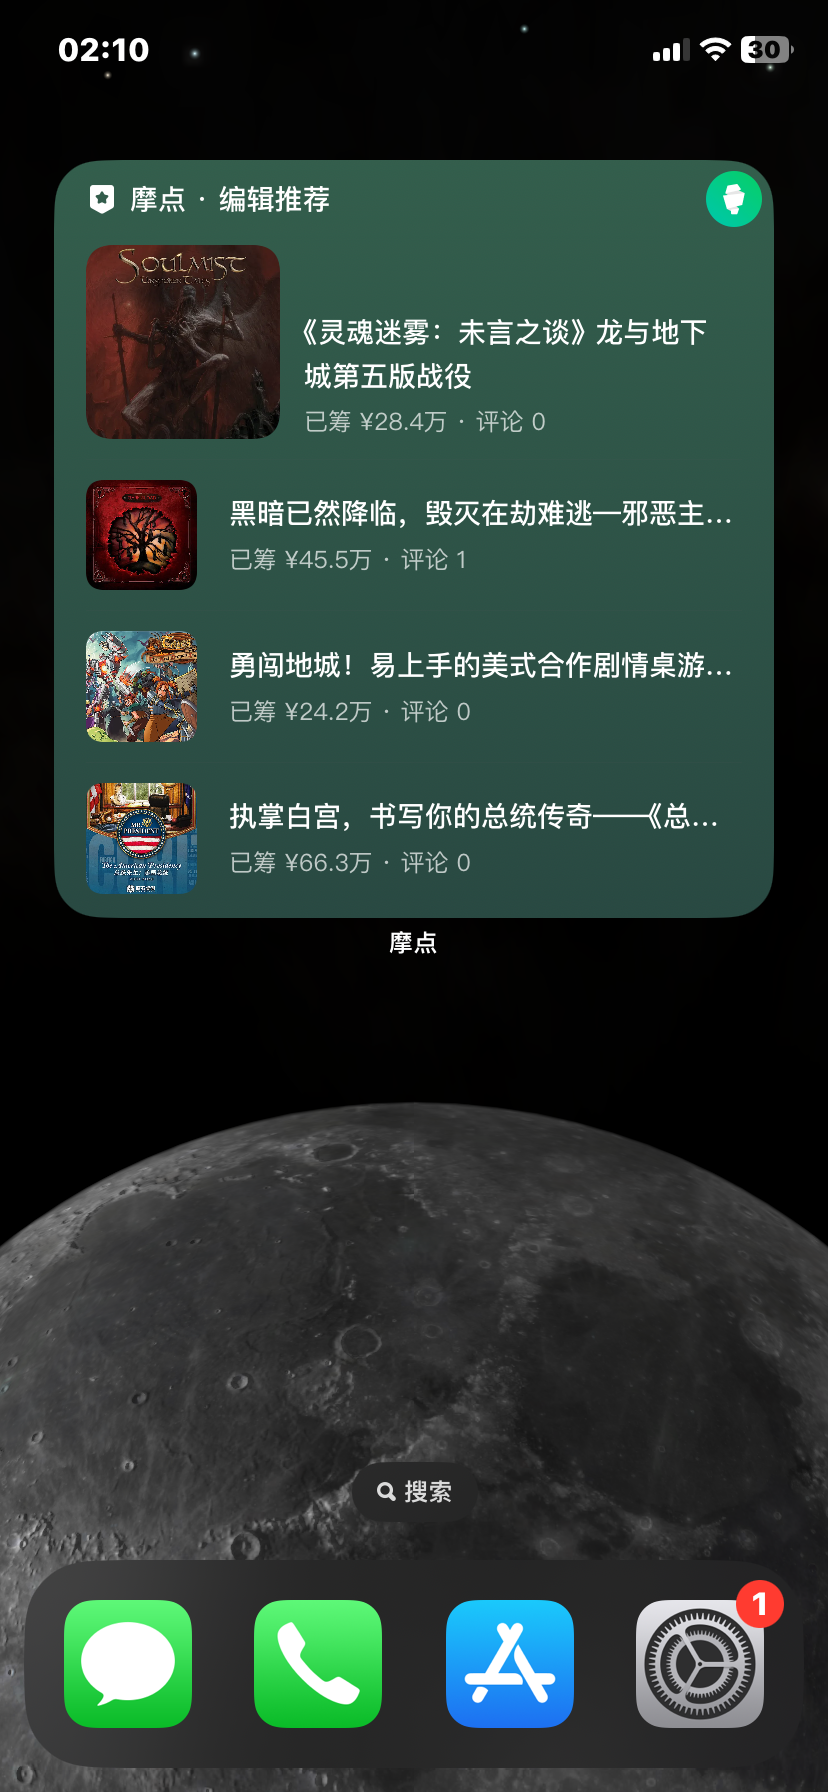 02:10
30
摩点 · 编辑推荐
SOULMIST
《灵魂迷雾：未言之谈》龙与地下
城第五版战役
已筹 ¥28.4万 · 评论 0
黑暗已然降临，毁灭在劫难逃—邪恶主...
已筹 ¥45.5万 · 评论 1
勇闯地城！易上手的美式合作剧情桌游...
已筹 ¥24.2万 · 评论 0
MR. PRESIDENT
The American Presidency
执掌白宫，书写你的总统传奇——《总...
已筹 ¥66.3万 · 评论 0
摩点
搜索
1